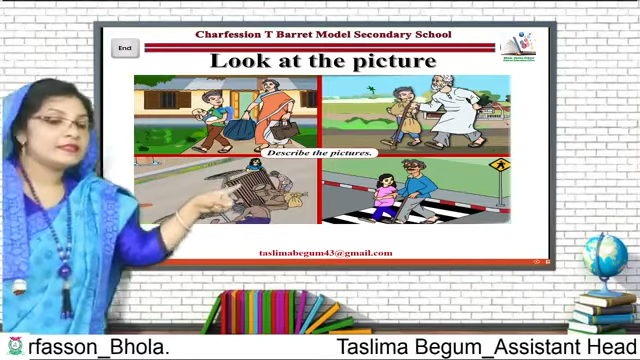 Charfession T Barret Model Secondary School
End
Look at the picture
Describe the pictures.
taslimabegum43@gmail.com
rfasson_Bhola.
Taslima Begum_Assistant Head